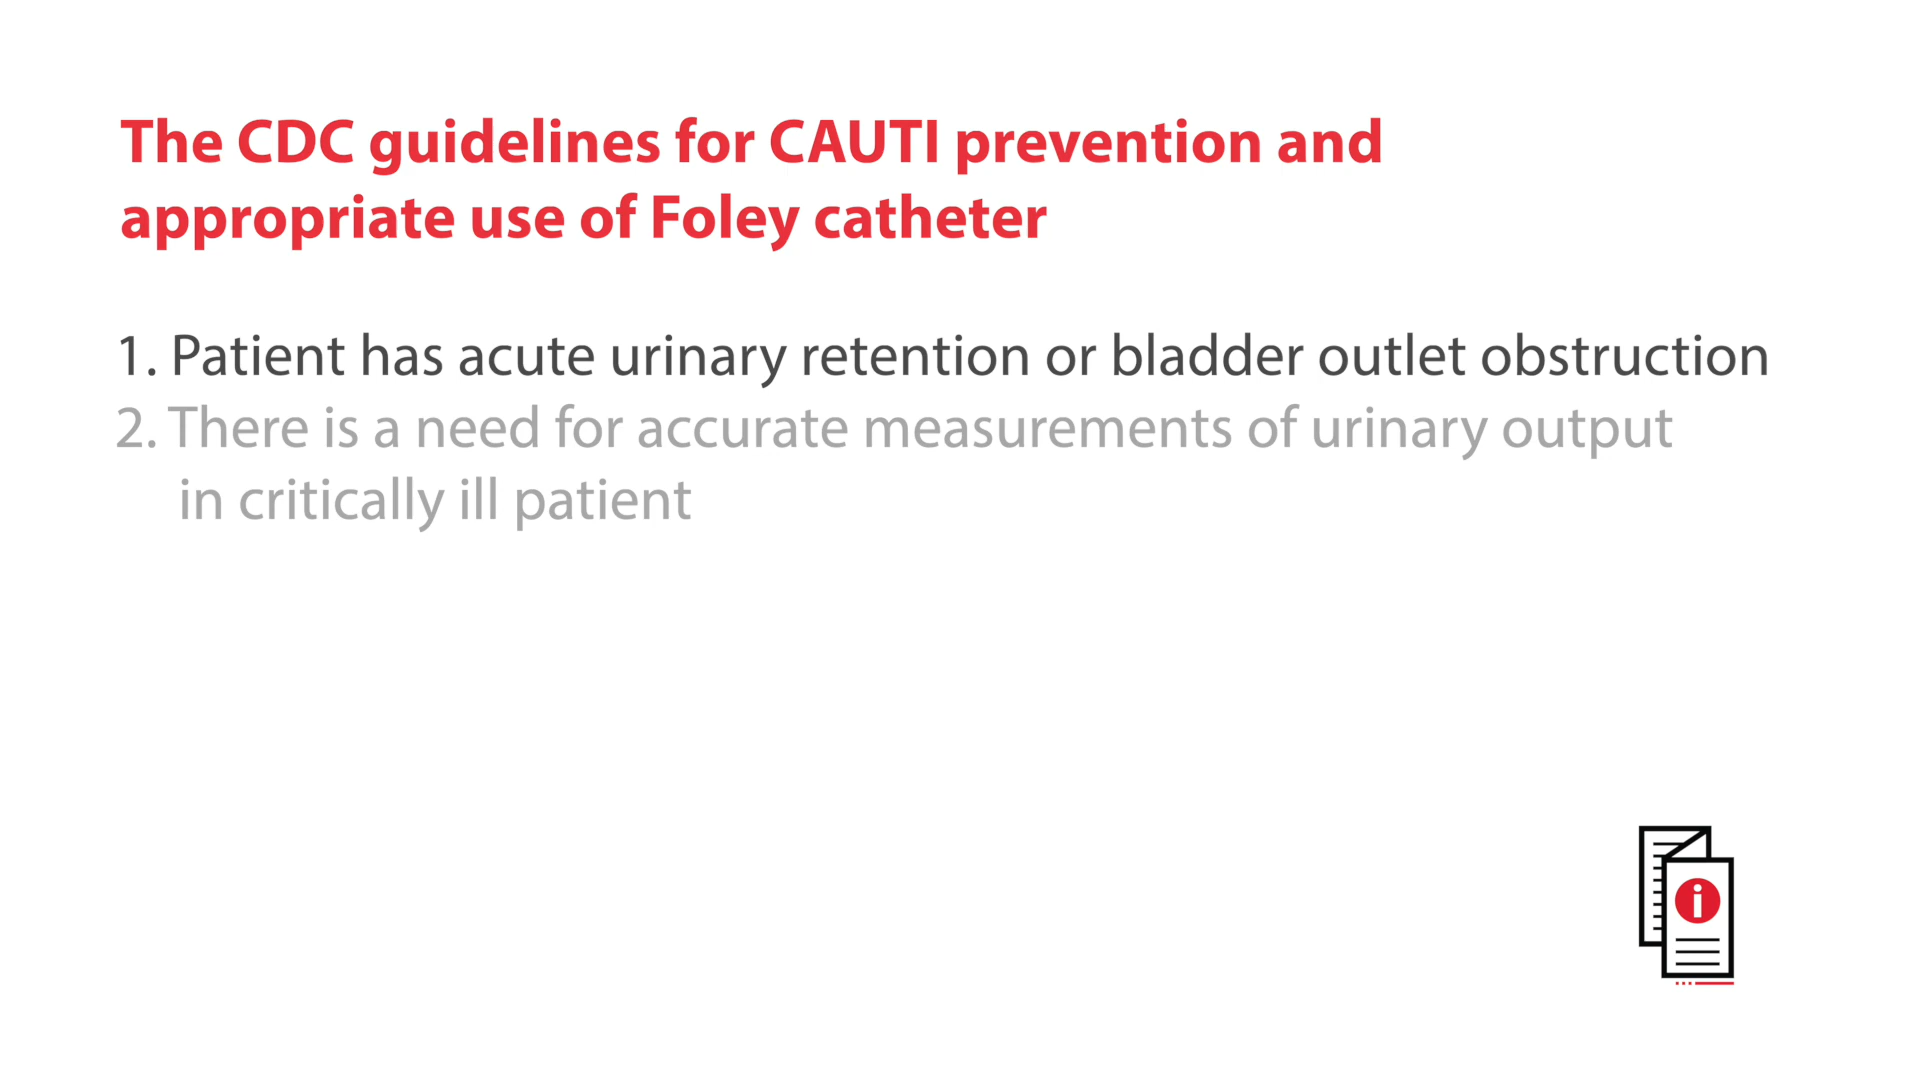 The CDC guidelines for CAUTI prevention and
appropriate use of Foley catheter
1. Patient has acute urinary retention or bladder outlet obstruction
2. There is a need for accurate measurements of urinary output
in critically ill patient
i